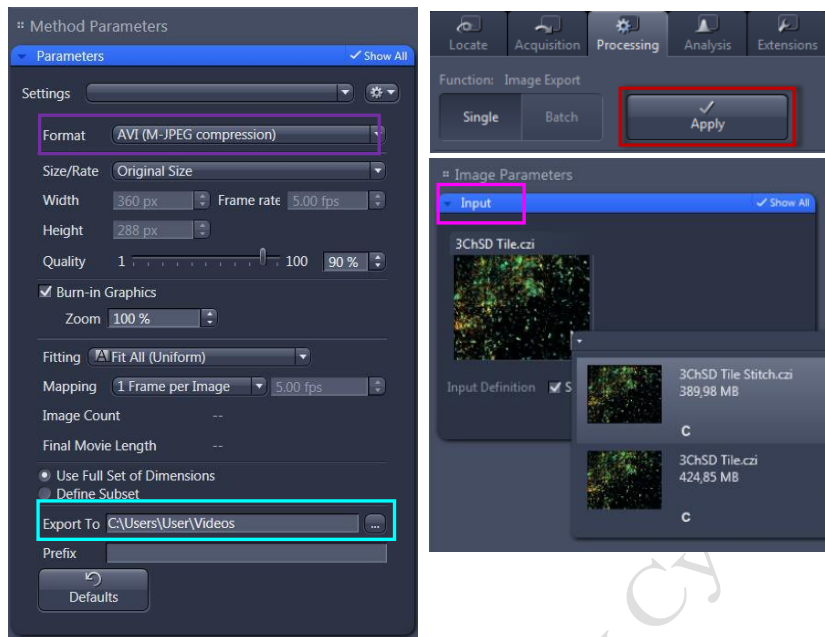 Method Parameters
Parameters
Show All
Settings
Format AVI (M-JPEG compression)
Size/Rate Original Size
Width 360 px Frame rate 5.00 fps
Height 288 px
Quality 1 100 90 %
Burn-in Graphics
Zoom 100 %
Fitting Fit All (Uniform)
Mapping 1 Frame per Image 5.00 fps
Image Count --
Final Movie Length --
Use Full Set of Dimensions
Define Subset
Export To C:\Users\User\Videos ...
Prefix
Defaults
Locate Acquisition Processing Analysis Extensions
Function: Image Export
Single Batch Apply
Image Parameters
Input
Show All
3ChSD Tile.czi
Input Definition S
3ChSD Tile Stitch.czi
389,98 MB
C
3ChSD Tile.czi
424,85 MB
C
Cy